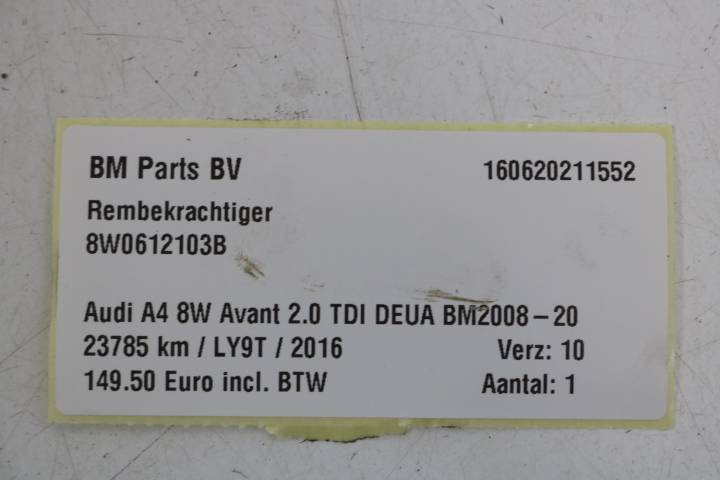 BM Parts BV 160620211552
Rembekrachtiger
8W0612103B
Audi A4 8W Avant 2.0 TDI DEUA BM2008-20
23785 km / LY9T / 2016 Verz: 10
149.50 Euro incl. BTW Aantal: 1